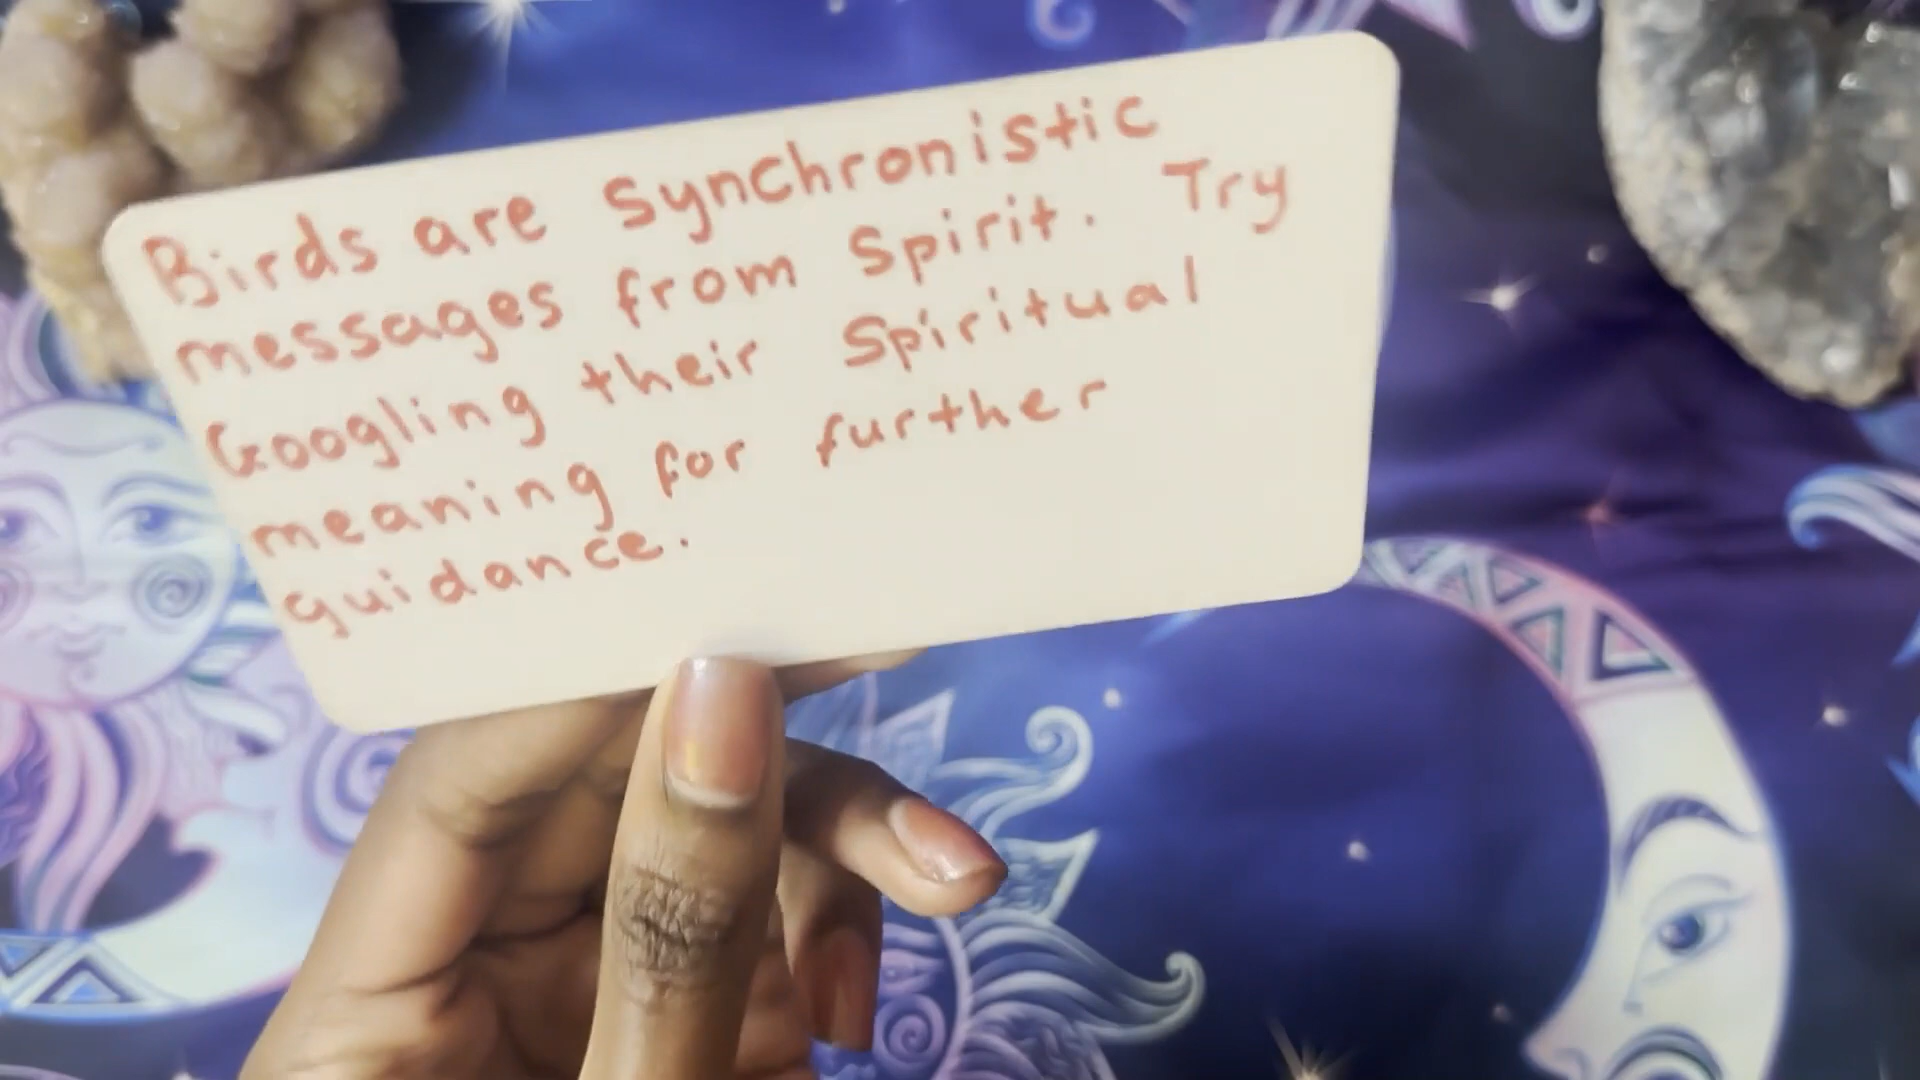 Birds are Synchronistic
messages from Spirit. Try
Googling their Spiritual
meaning for further
guidance.